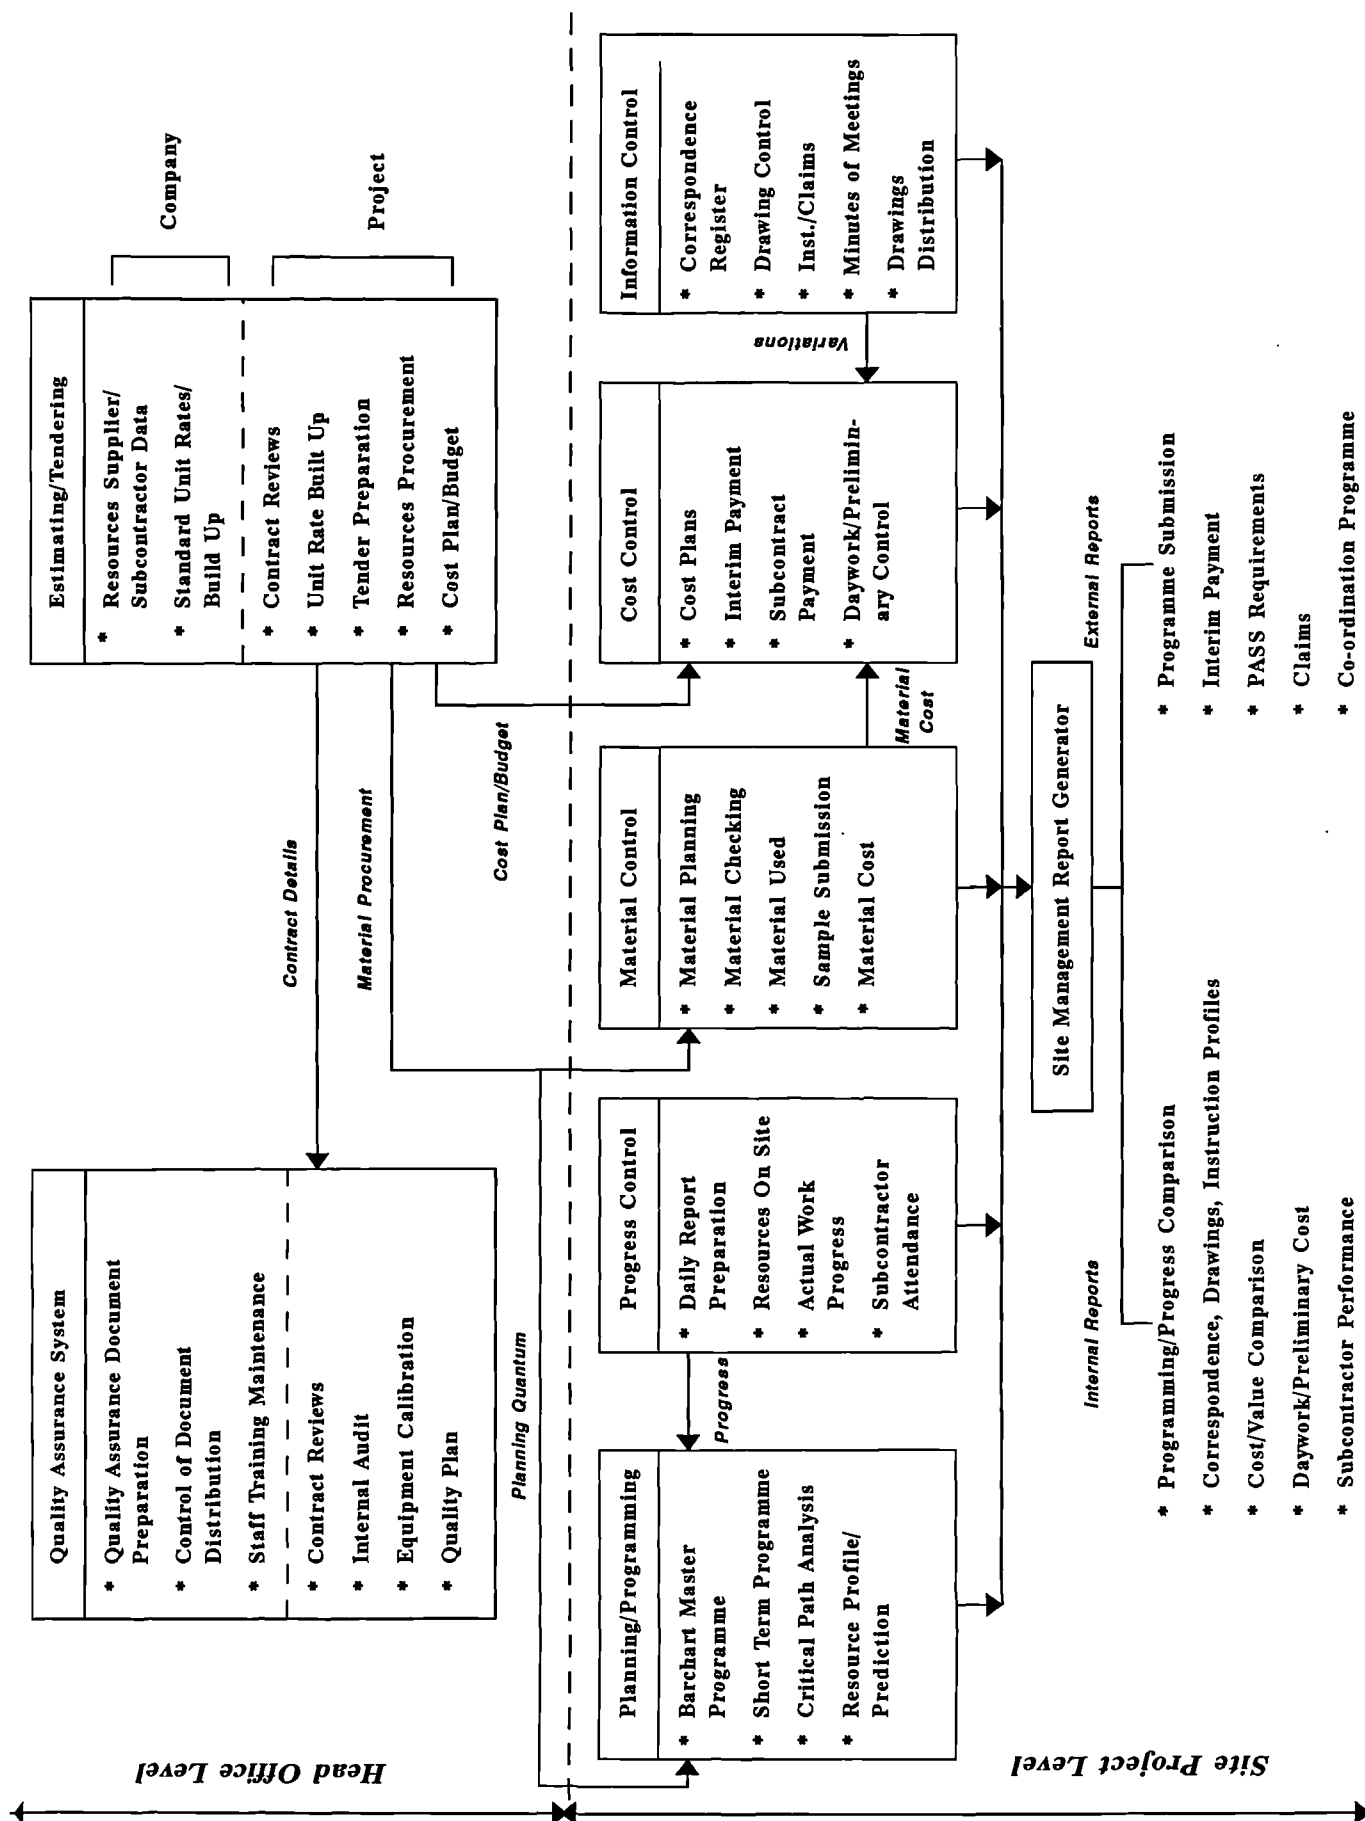 Head Office Level
Quality Assurance System
* Quality Assurance Document
Preparation
* Control of Document
Distribution
* Staff Training Maintenance
* Contract Reviews
* Internal Audit
* Equipment Calibration
* Quality Plan
Contract Details
Material Procurement
Cost Plan/Budget
Planning Quantum
Estimating/Tendering
* Resources Supplier/
Subcontractor Data
* Standard Unit Rates/
Build Up
* Contract Reviews
* Unit Rate Built Up
* Tender Preparation
* Resources Procurement
* Cost Plan/Budget
Company
Project
Site Project Level
Planning/Programming
* Barchart Master
Programme
* Short Term Programme
* Critical Path Analysis
* Resource Profile/
Prediction
Progress
Progress Control
* Daily Report
Preparation
* Resources On Site
* Actual Work
Progress
* Subcontractor
Attendance
Material Control
* Material Planning
* Material Checking
* Material Used
* Sample Submission
* Material Cost
Material
Cost
Cost Control
* Cost Plans
* Interim Payment
* Subcontract
Payment
* Daywork/Prelimin-
ary Control
Variations
Information Control
* Correspondence
Register
* Drawing Control
* Inst./Claims
* Minutes of Meetings
* Drawings
Distribution
Site Management Report Generator
Internal Reports
* Programming/Progress Comparison
* Correspondence, Drawings, Instruction Profiles
* Cost/Value Comparison
* Daywork/Preliminary Cost
* Subcontractor Performance
External Reports
* Programme Submission
* Interim Payment
* PASS Requirements
* Claims
* Co-ordination Programme